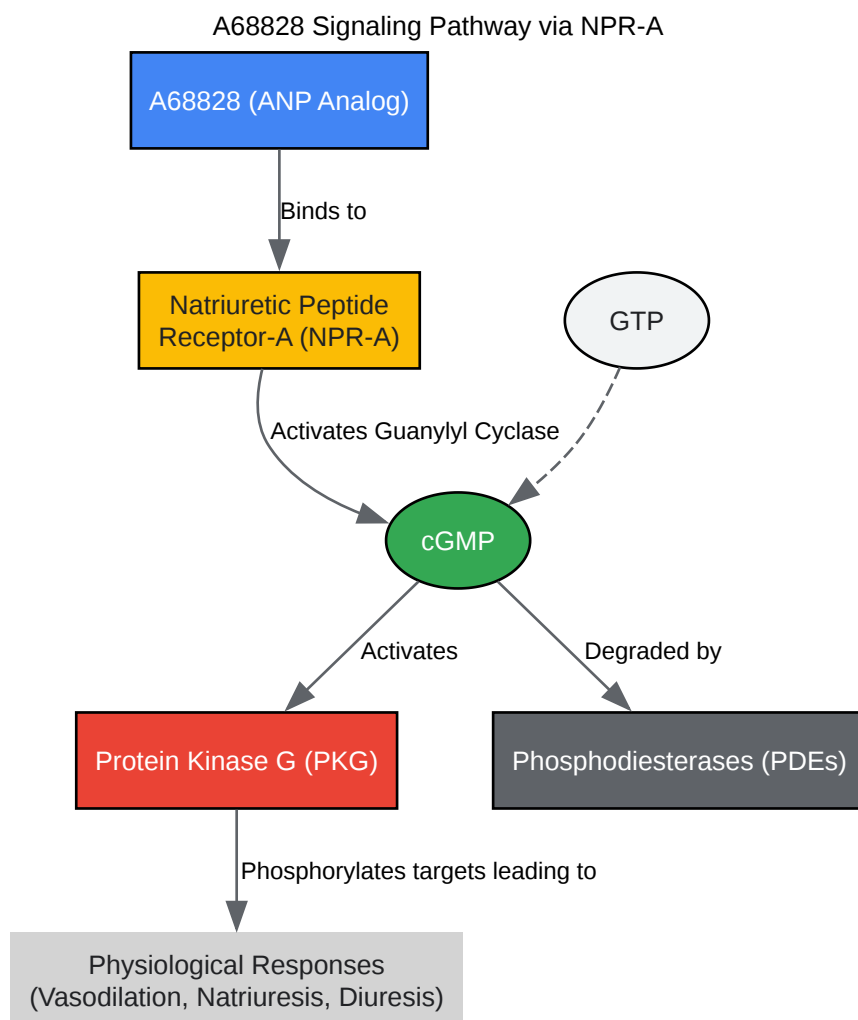 A68828 Signaling Pathway via NPR-A
A68828 (ANP Analog)
Binds to
Natriuretic Peptide
Receptor-A (NPR-A)
GTP
Activates Guanylyl Cyclase
cGMP
Activates
Degraded by
Protein Kinase G (PKG)
Phosphodiesterases (PDEs)
Phosphorylates targets leading to
Physiological Responses
(Vasodilation, Natriuresis, Diuresis)